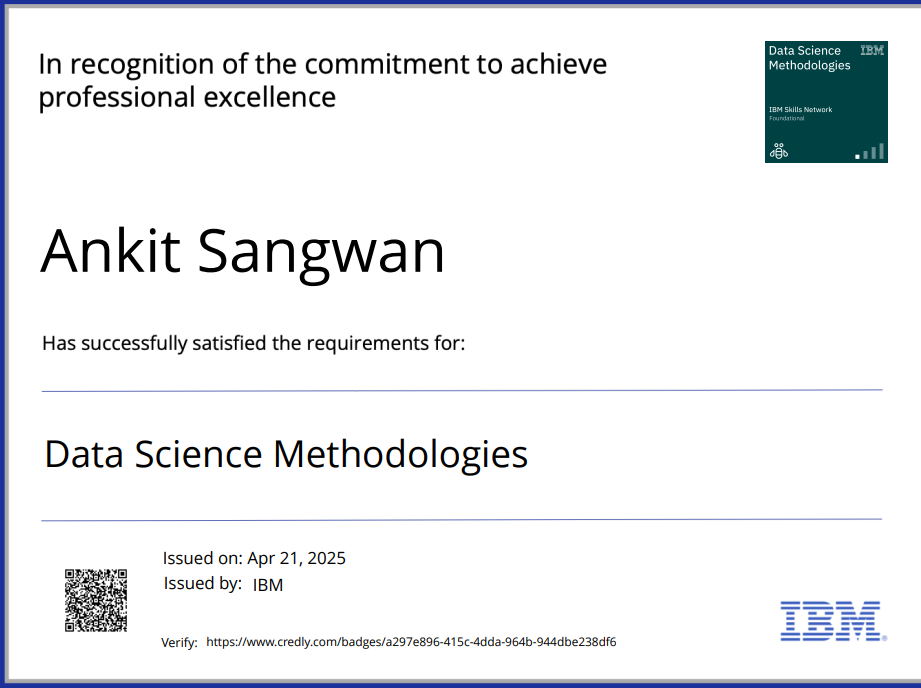 In recognition of the commitment to achieve
professional excellence
Data Science IBM
Methodologies
IBM Skills Network
Foundational
Ankit Sangwan
Has successfully satisfied the requirements for:
Data Science Methodologies
Issued on: Apr 21, 2025
Issued by: IBM
Verify: https://www.credly.com/badges/a297e896-415c-4dda-964b-944dbe238df6
IBM®